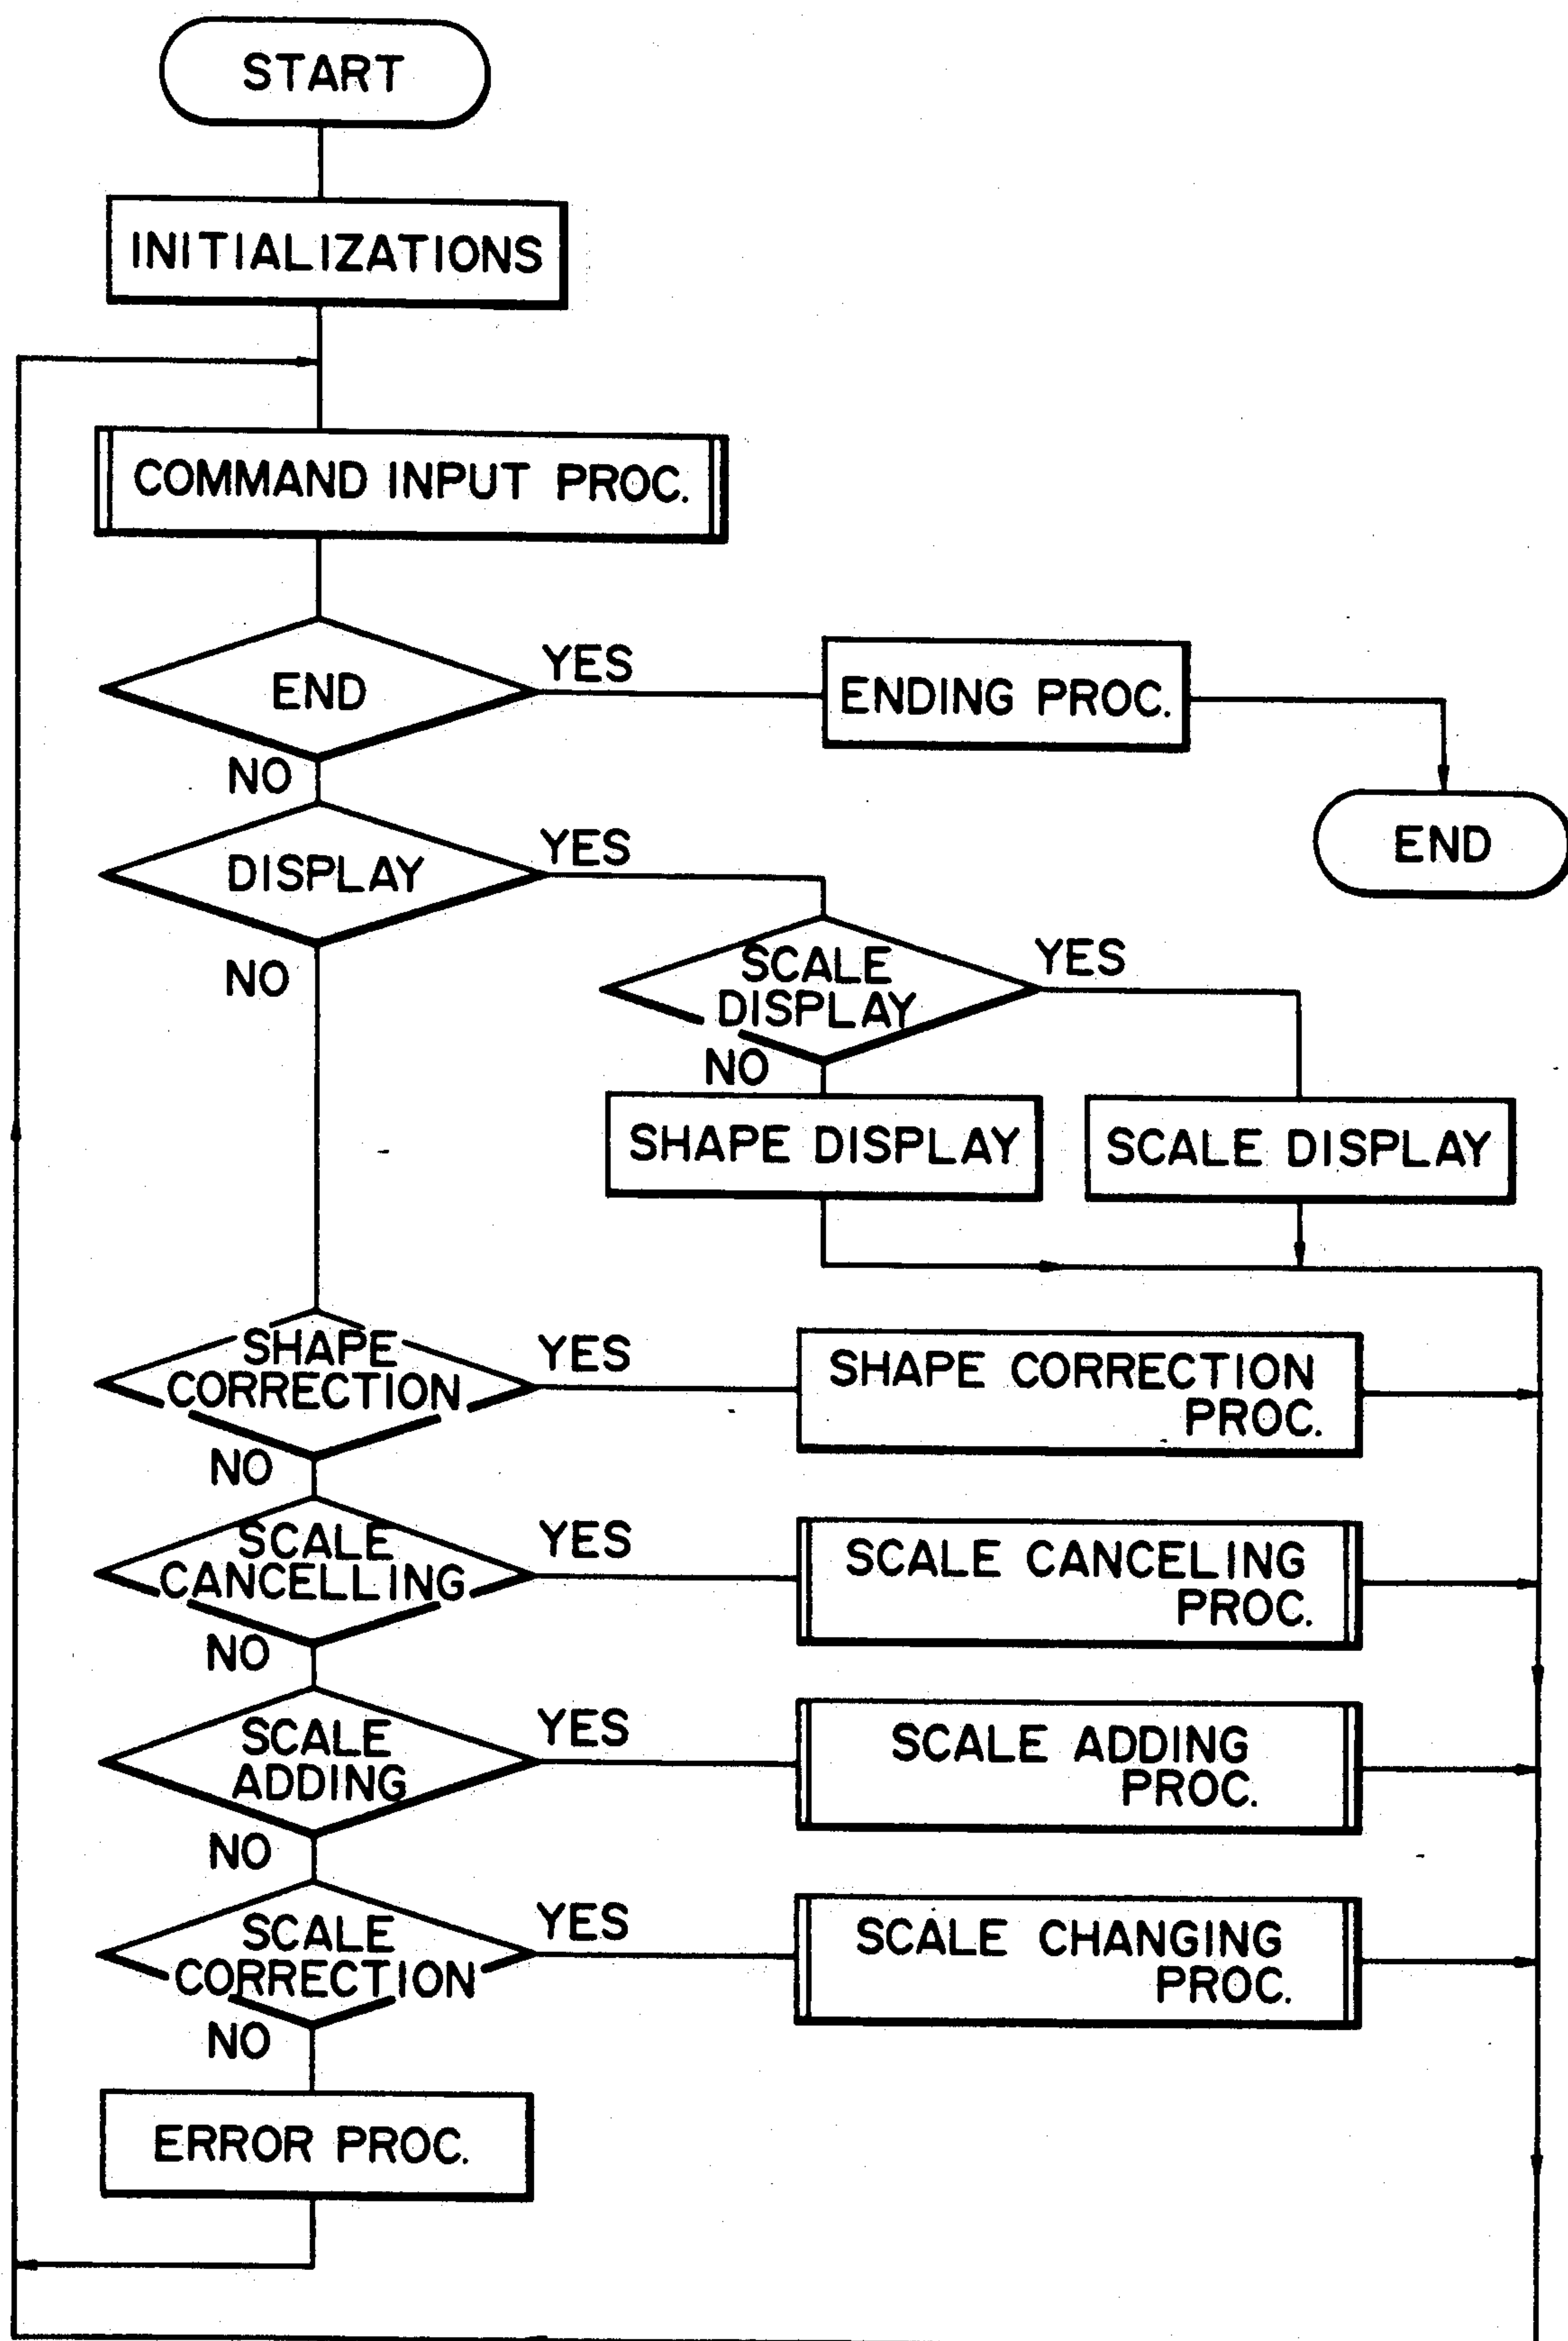 START
INITIALIZATIONS
COMMAND INPUT PROC.
END
YES
ENDING PROC.
END
NO
DISPLAY
YES
SCALE
DISPLAY
YES
NO
NO
SHAPE DISPLAY
SCALE DISPLAY
SHAPE
CORRECTION
YES
SHAPE CORRECTION
PROC.
NO
SCALE
CANCELLING
YES
SCALE CANCELING
PROC.
NO
SCALE
ADDING
YES
SCALE ADDING
PROC.
NO
SCALE
CORRECTION
YES
SCALE CHANGING
PROC.
NO
ERROR PROC.